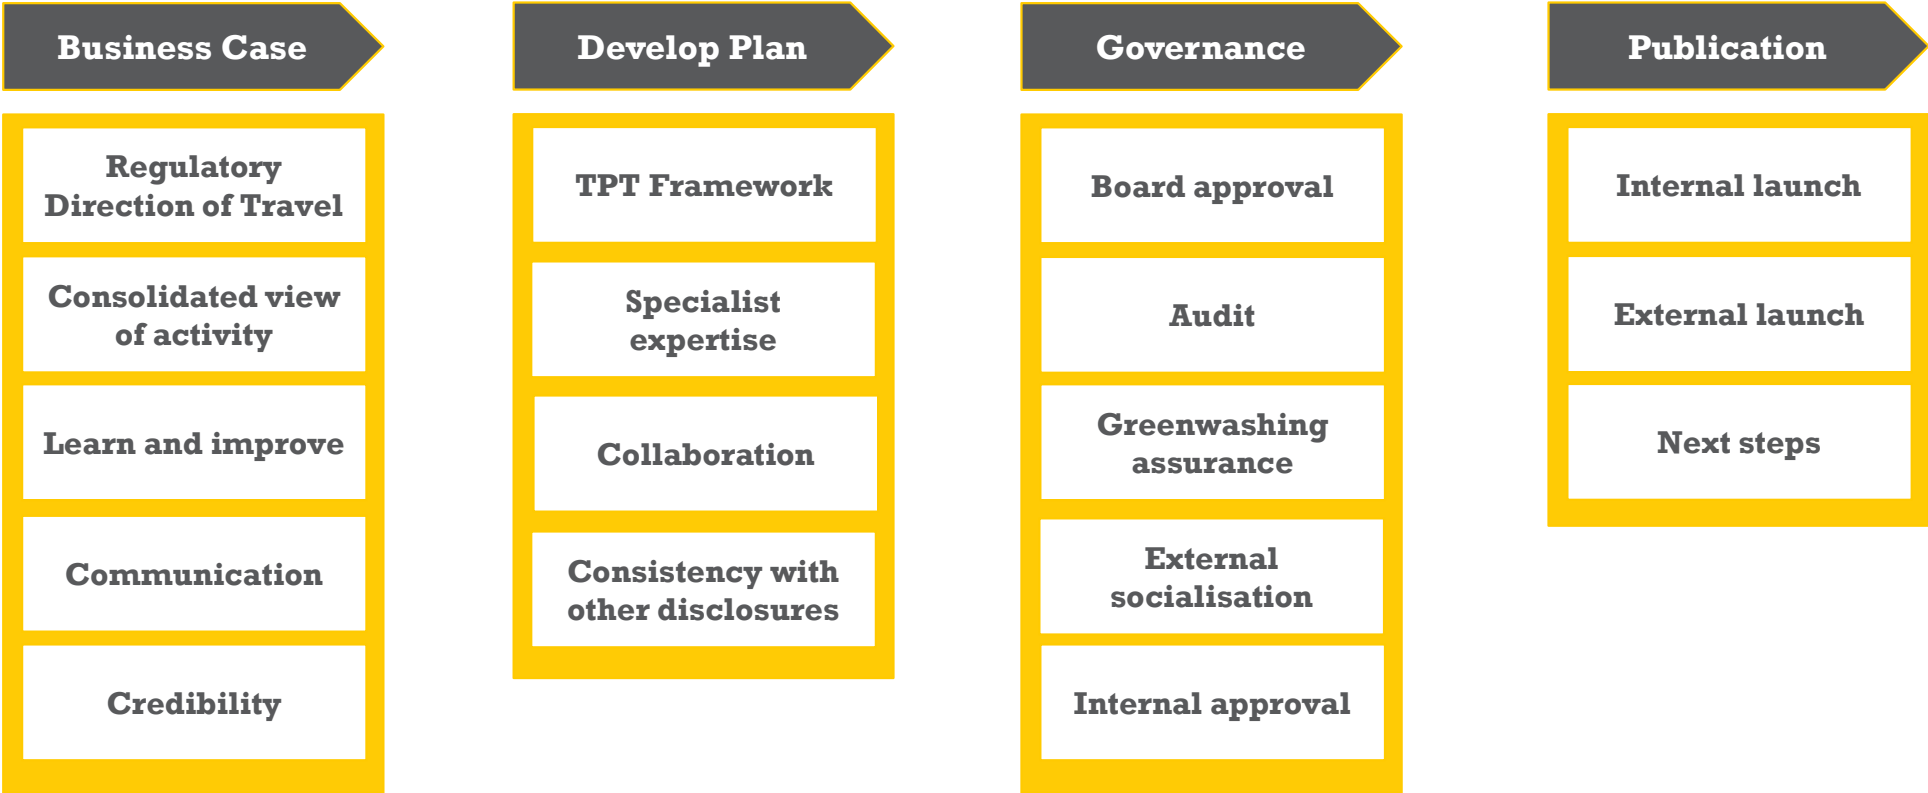 Business Case
Regulatory
Direction of Travel
Consolidated view
of activity
Learn and improve
Communication
Credibility
Develop Plan
TPT Framework
Specialist
expertise
Collaboration
Consistency with
other disclosures
Governance
Board approval
Audit
Greenwashing
assurance
External
socialisation
Internal approval
Publication
Internal launch
External launch
Next steps